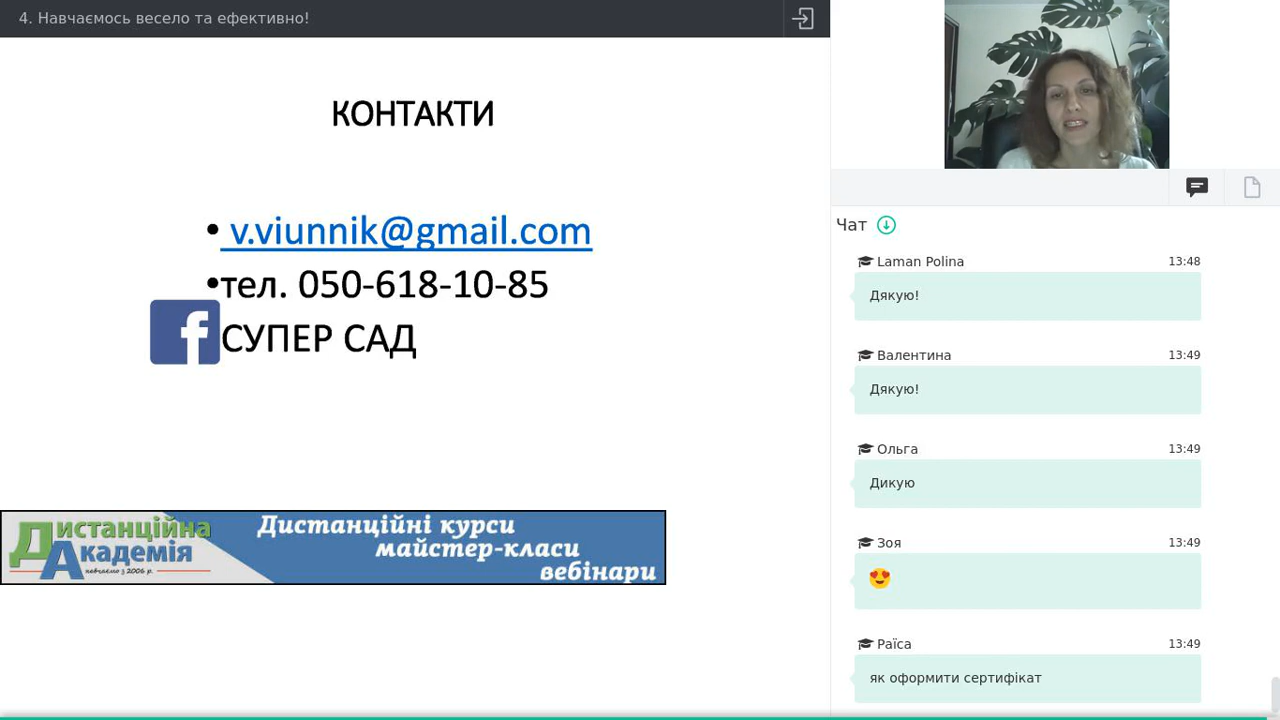 4. Навчаємось весело та ефективно!
КОНТАКТИ
• v.viunnik@gmail.com
•тел. 050-618-10-85
f СУПЕР САД
Дистанційна
Академія
навчаємо з 2006 р.
Дистанційні курси
майстер-класи
вебінари
Чат
Laman Polina 13:48
Дякую!
Валентина 13:49
Дякую!
Ольга 13:49
Дикую
Зоя 13:49
😍
Раїса 13:49
як оформити сертифікат